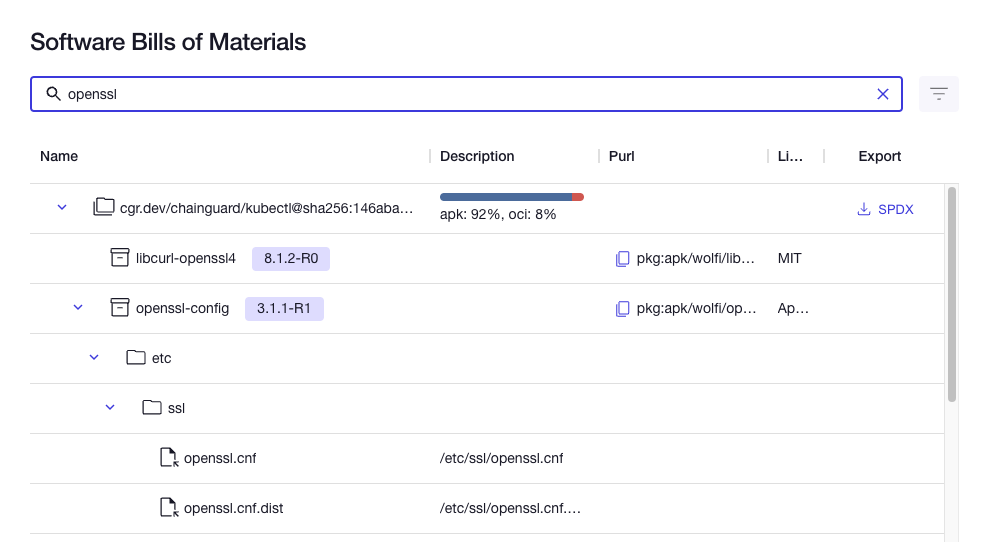 Software Bills of Materials
openssl
Name Description Purl Li... Export
cgr.dev/chainguard/kubectl@sha256:146aba... apk: 92%, oci: 8% SPDX
libcurl-openssl4 8.1.2-R0 pkg:apk/wolfi/lib... MIT
openssl-config 3.1.1-R1 pkg:apk/wolfi/op... Ap...
etc
ssl
openssl.cnf /etc/ssl/openssl.cnf
openssl.cnf.dist /etc/ssl/openssl.cnf....